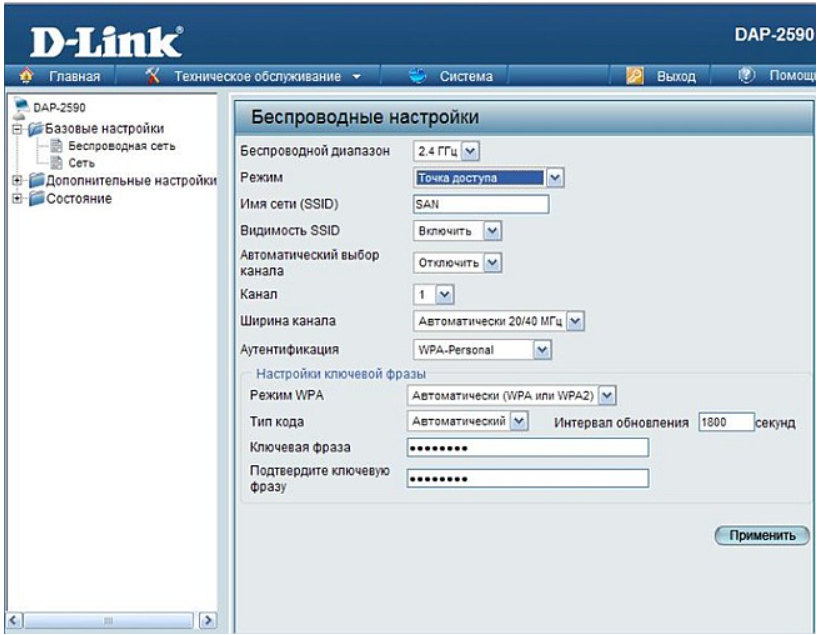 D-Link
DAP-2590
Главная Техническое обслуживание Система Выход Помощ
DAP-2590
Базовые настройки
Беспроводная сеть
Сеть
Дополнительные настройки
Состояние
Беспроводные настройки
Беспроводной диапазон 2.4 ГГц
Режим Точка доступа
Имя сети (SSID) SAN
Видимость SSID Включить
Автоматический выбор
канала Отключить
Канал 1
Ширина канала Автоматически 20/40 МГц
Аутентификация WPA-Personal
Настройки ключевой фразы
Режим WPA Автоматически (WPA или WPA2)
Тип кода Автоматический Интервал обновления 1800 секунд
Ключевая фраза ••••••••
Подтвердите ключевую
фразу ••••••••
Применить